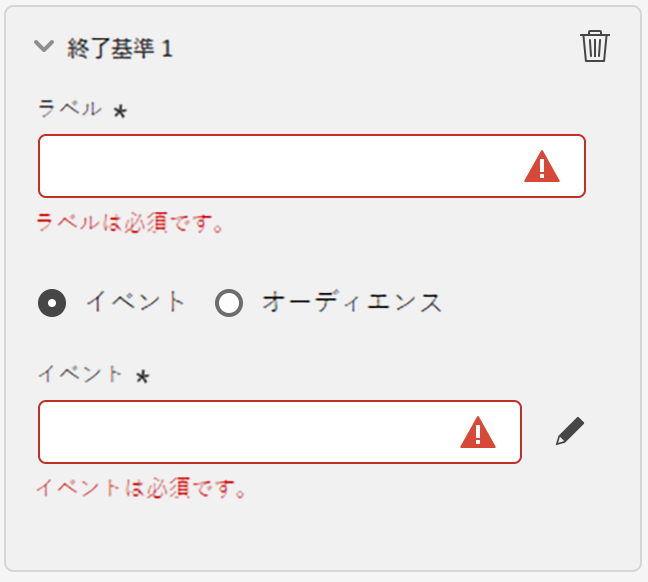 終了基準 1
ラベル *
ラベルは必須です。
イベント オーディエンス
イベント *
イベントは必須です。